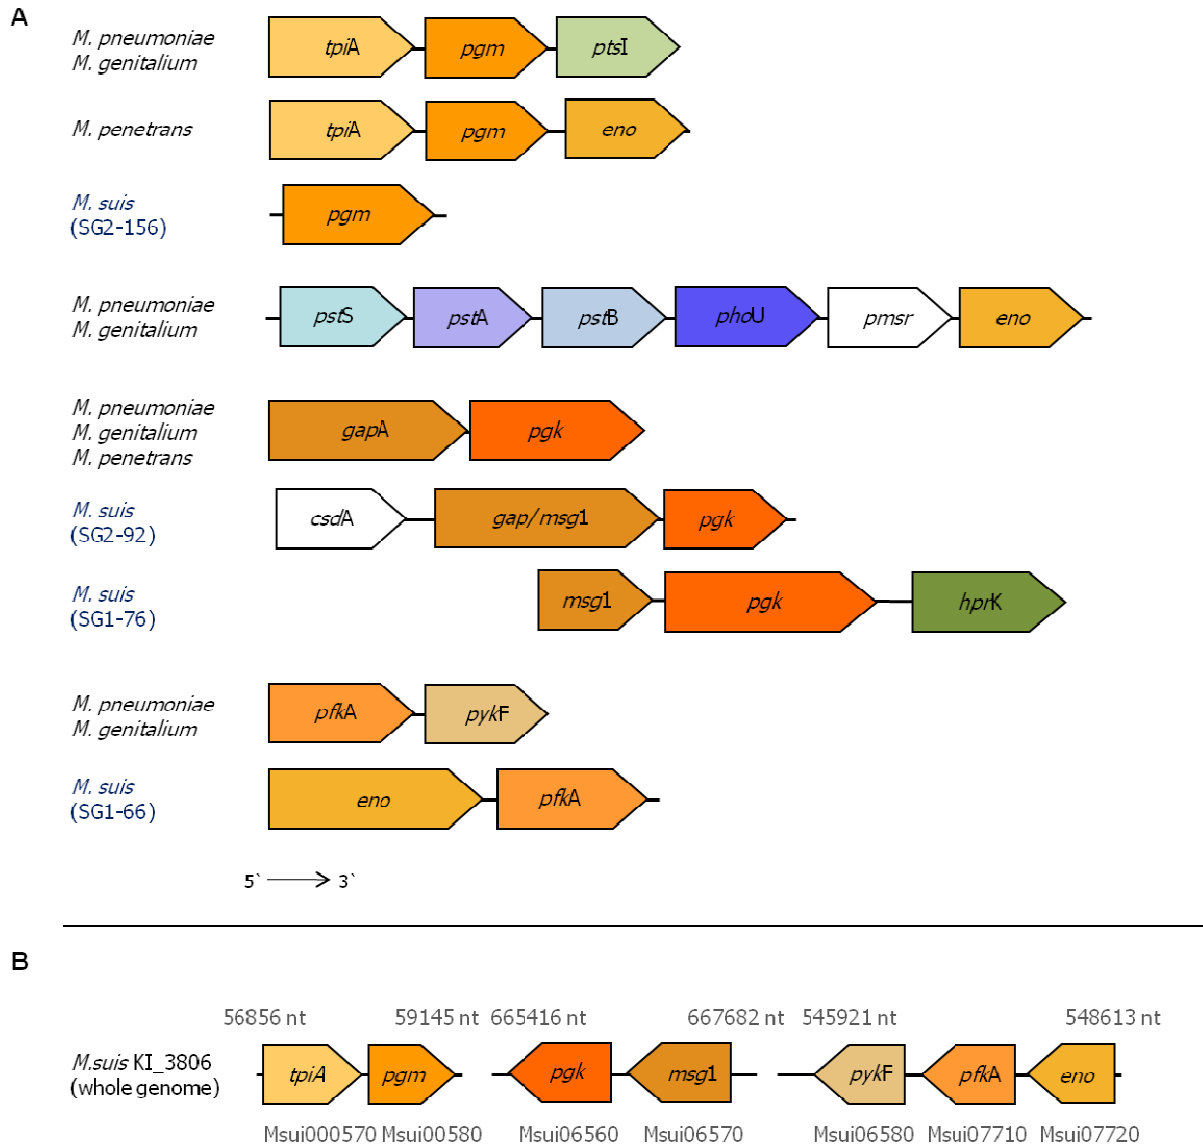 A
M. pneumoniae
M. genitalium
tpiA pgm ptsI
M. penetrans
tpiA pgm eno
M. suis
(SG2-156)
pgm
M. pneumoniae
M. genitalium
pstS pstA pstB phoU pmsr eno
M. pneumoniae
M. genitalium
M. penetrans
gapA pgk
M. suis
(SG2-92)
csdA gap/msg1 pgk
M. suis
(SG1-76)
msg1 pgk hprK
M. pneumoniae
M. genitalium
pfkA pykF
M. suis
(SG1-66)
eno pfkA
5` 3`
B
56856 nt 59145 nt 665416 nt 667682 nt 545921 nt 548613 nt
M.suis KI_3806
(whole genome)
tpiA pgm pgk msg1 pykF pfkA eno
Msui000570 Msui00580 Msui06560 Msui06570 Msui06580 Msui07710 Msui07720